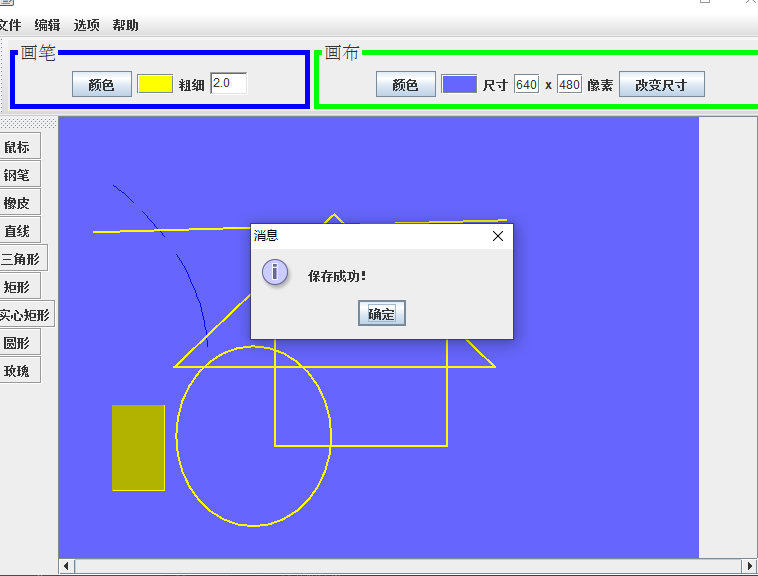 文件 编辑 选项 帮助
画笔 画布
颜色 粗细 2.0 颜色 尺寸 640 x 480 像素 改变尺寸
鼠标
钢笔
橡皮
直线
三角形
矩形
实心矩形
圆形
玫瑰
消息
保存成功!
确定